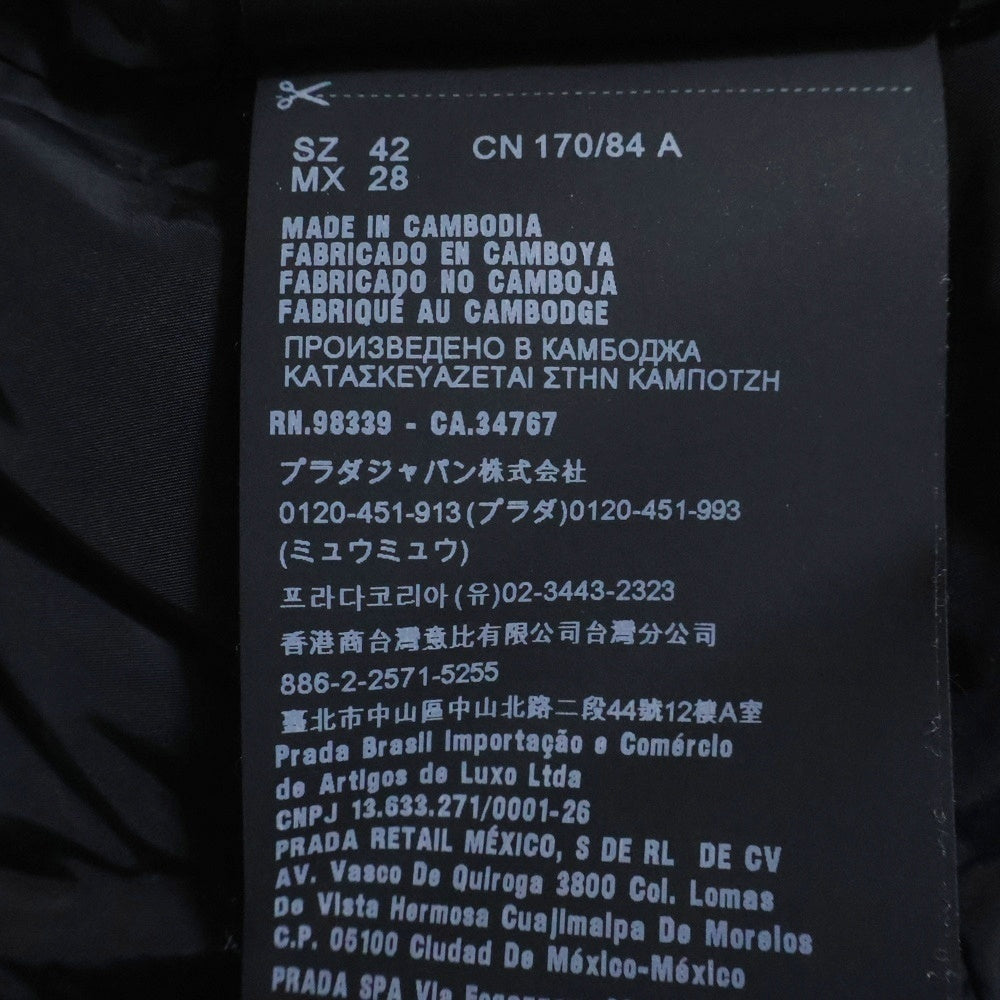 SZ 42 CN 170/84 A
MX 28
MADE IN CAMBODIA
FABRICADO EN CAMBOYA
FABRICADO NO CAMBOJA
FABRIQUÉ AU CAMBODGE
ПРОИЗВЕДЕНО В КАМБОДЖА
ΚΑΤΑΣΚΕΥΑΖΕΤΑΙ ΣΤΗΝ ΚΑΜΠΟΤΖΗ
RN.98339 - CA.34767
プラダジャパン株式会社
0120-451-913(プラダ)0120-451-993
(ミュウミュウ)
프라다코리아(유)02-3443-2323
香港商台灣意比有限公司台灣分公司
886-2-2571-5255
臺北市中山區中山北路二段44號12樓A室
Prada Brasil Importação e Comércio
de Artigos de Luxo Ltda
CNPJ 13.633.271/0001-26
PRADA RETAIL MÉXICO, S DE RL DE CV
AV. Vasco De Quiroga 3800 Col. Lomas
De Vista Hermosa Cuajimalpa De Morelos
C.P. 05100 Ciudad De México-México
PRADA SPA Via